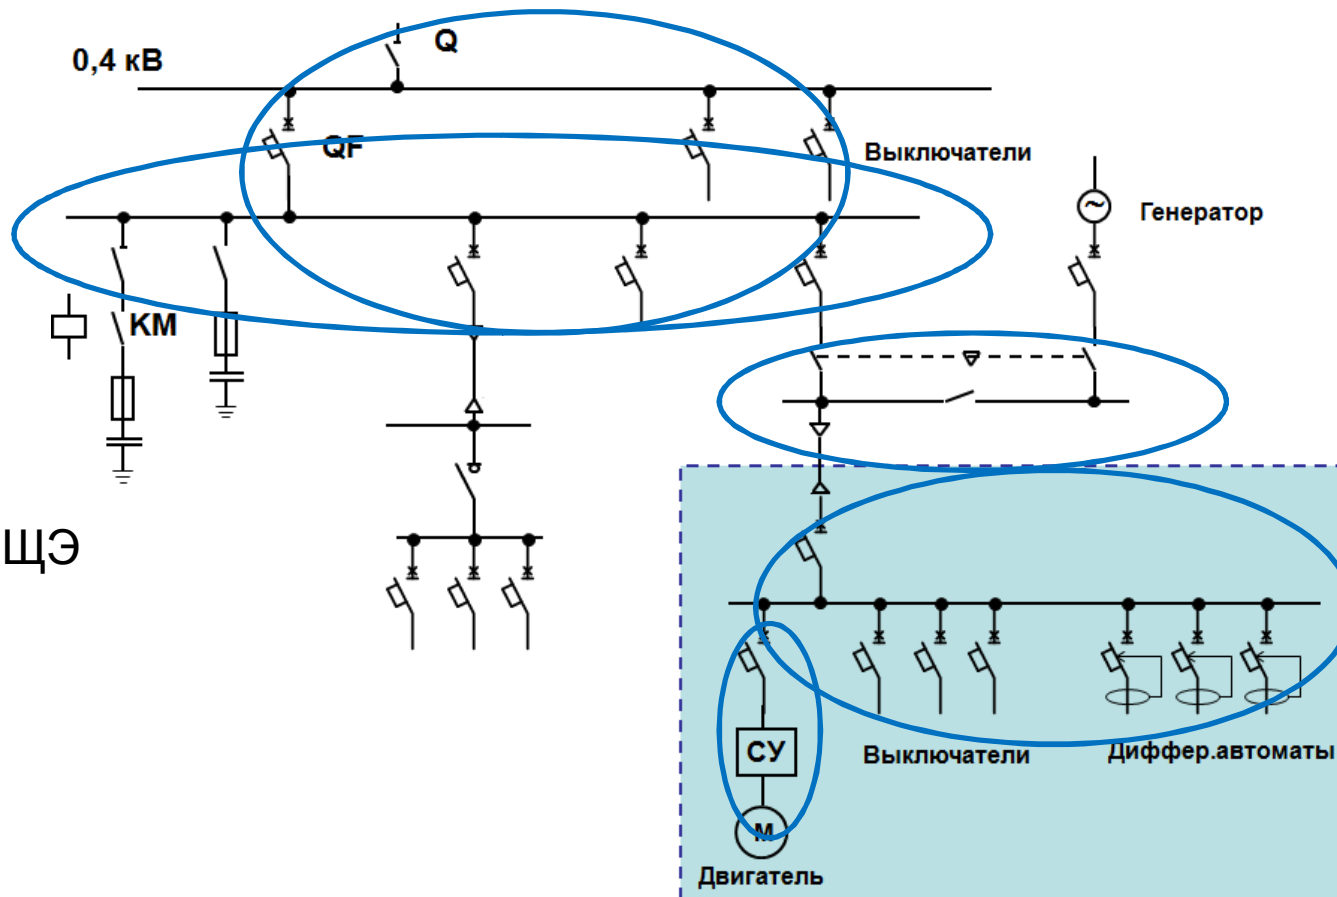 Q
0,4 кВ
QF
Выключатели
Генератор
~
KM
ЩЭ
СУ
Выключатели
Диффер.автоматы
М
Двигатель